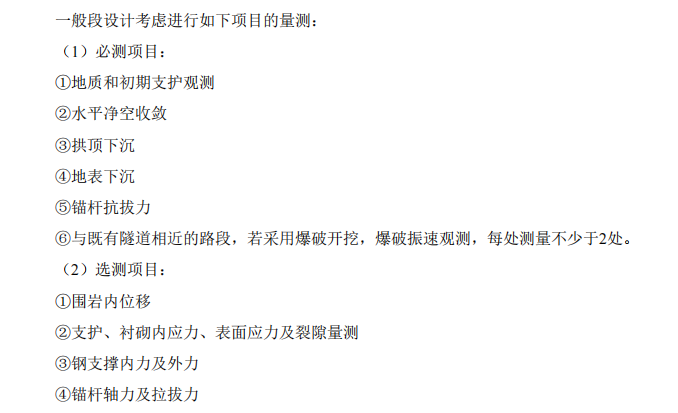 一般段设计考虑进行如下项目的量测：
（1）必测项目：
①地质和初期支护观测
②水平净空收敛
③拱顶下沉
④地表下沉
⑤锚杆抗拔力
⑥与既有隧道相近的路段，若采用爆破开挖，爆破振速观测，每处测量不少于2处。
（2）选测项目：
①围岩内位移
②支护、衬砌内应力、表面应力及裂隙量测
③钢支撑内力及外力
④锚杆轴力及拉拔力